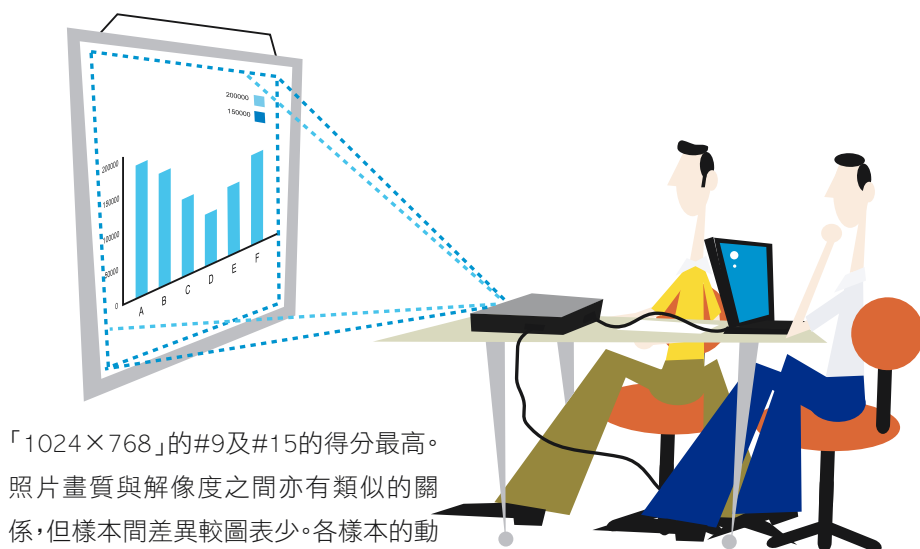 200000
150000
200000
150000
100000
50000
0
A B C D E F
「1024×768」的#9及#15的得分最高。
照片畫質與解像度之間亦有類似的關
係,但樣本間差異較圖表少。各樣本的動